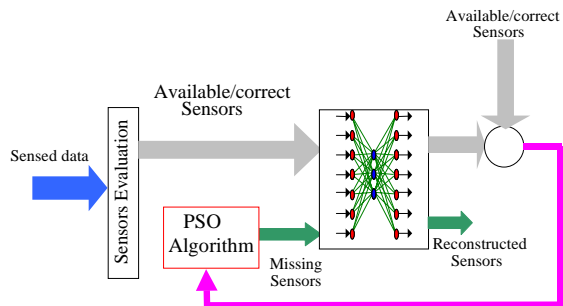 Available/correct
Sensors
Available/correct
Sensors
Sensed data
Sensors Evaluation
PSO
Algorithm
Missing
Sensors
Reconstructed
Sensors